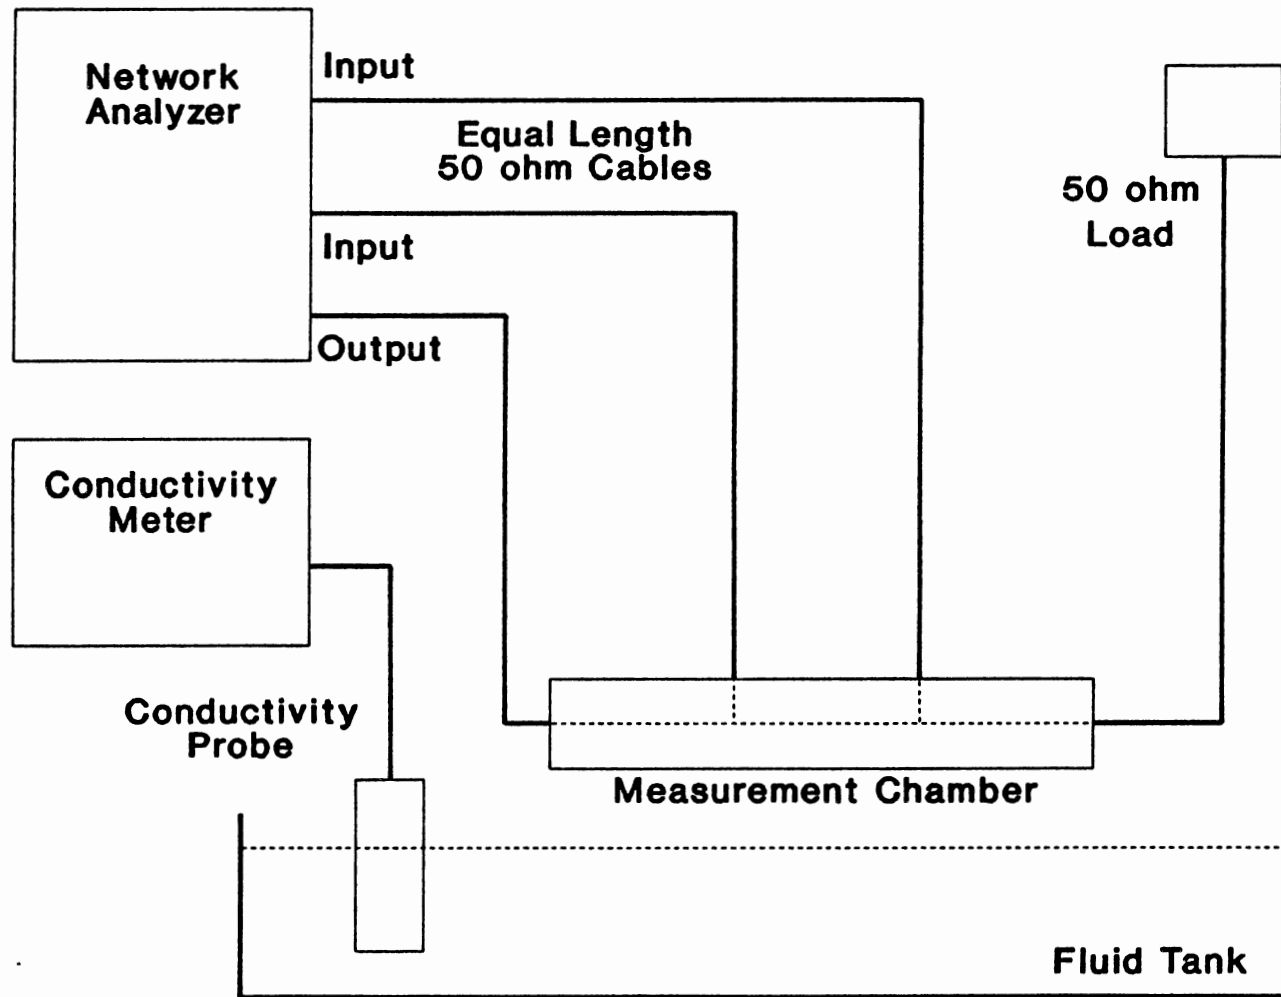 Network
Analyzer
Input
Equal Length
50 ohm Cables
Input
Output
50 ohm
Load
Conductivity
Meter
Conductivity
Probe
Measurement Chamber
Fluid Tank